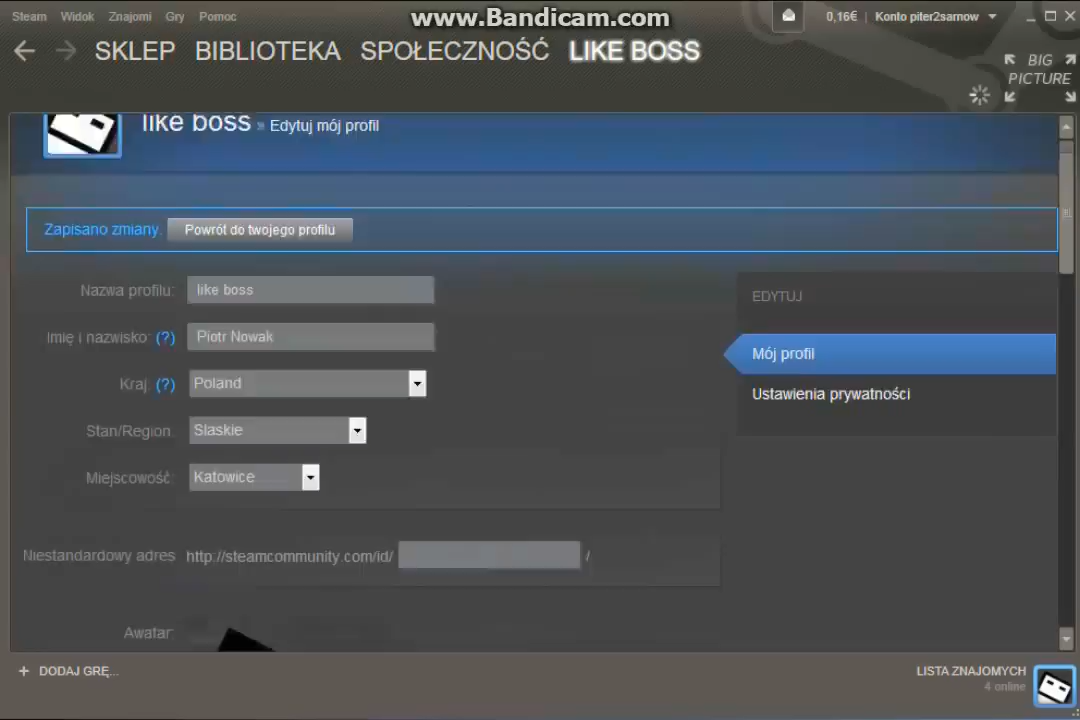 Steam Widok Znajomi Gry Pomoc
www.Bandicam.com
0,16€ Konto piter2sarnow
SKLEP BIBLIOTEKA SPOŁECZNOŚĆ LIKE BOSS
BIG PICTURE
like boss » Edytuj mój profil
Zapisano zmiany. Powrót do twojego profilu
Nazwa profilu: like boss
EDYTUJ
Imię i nazwisko: (?) Piotr Nowak
Mój profil
Kraj: (?) Poland
Ustawienia prywatności
Stan/Region: Slaskie
Miejscowość: Katowice
Niestandardowy adres http://steamcommunity.com/id/ /
Awatar:
+ DODAJ GRĘ...
LISTA ZNAJOMYCH
4 online